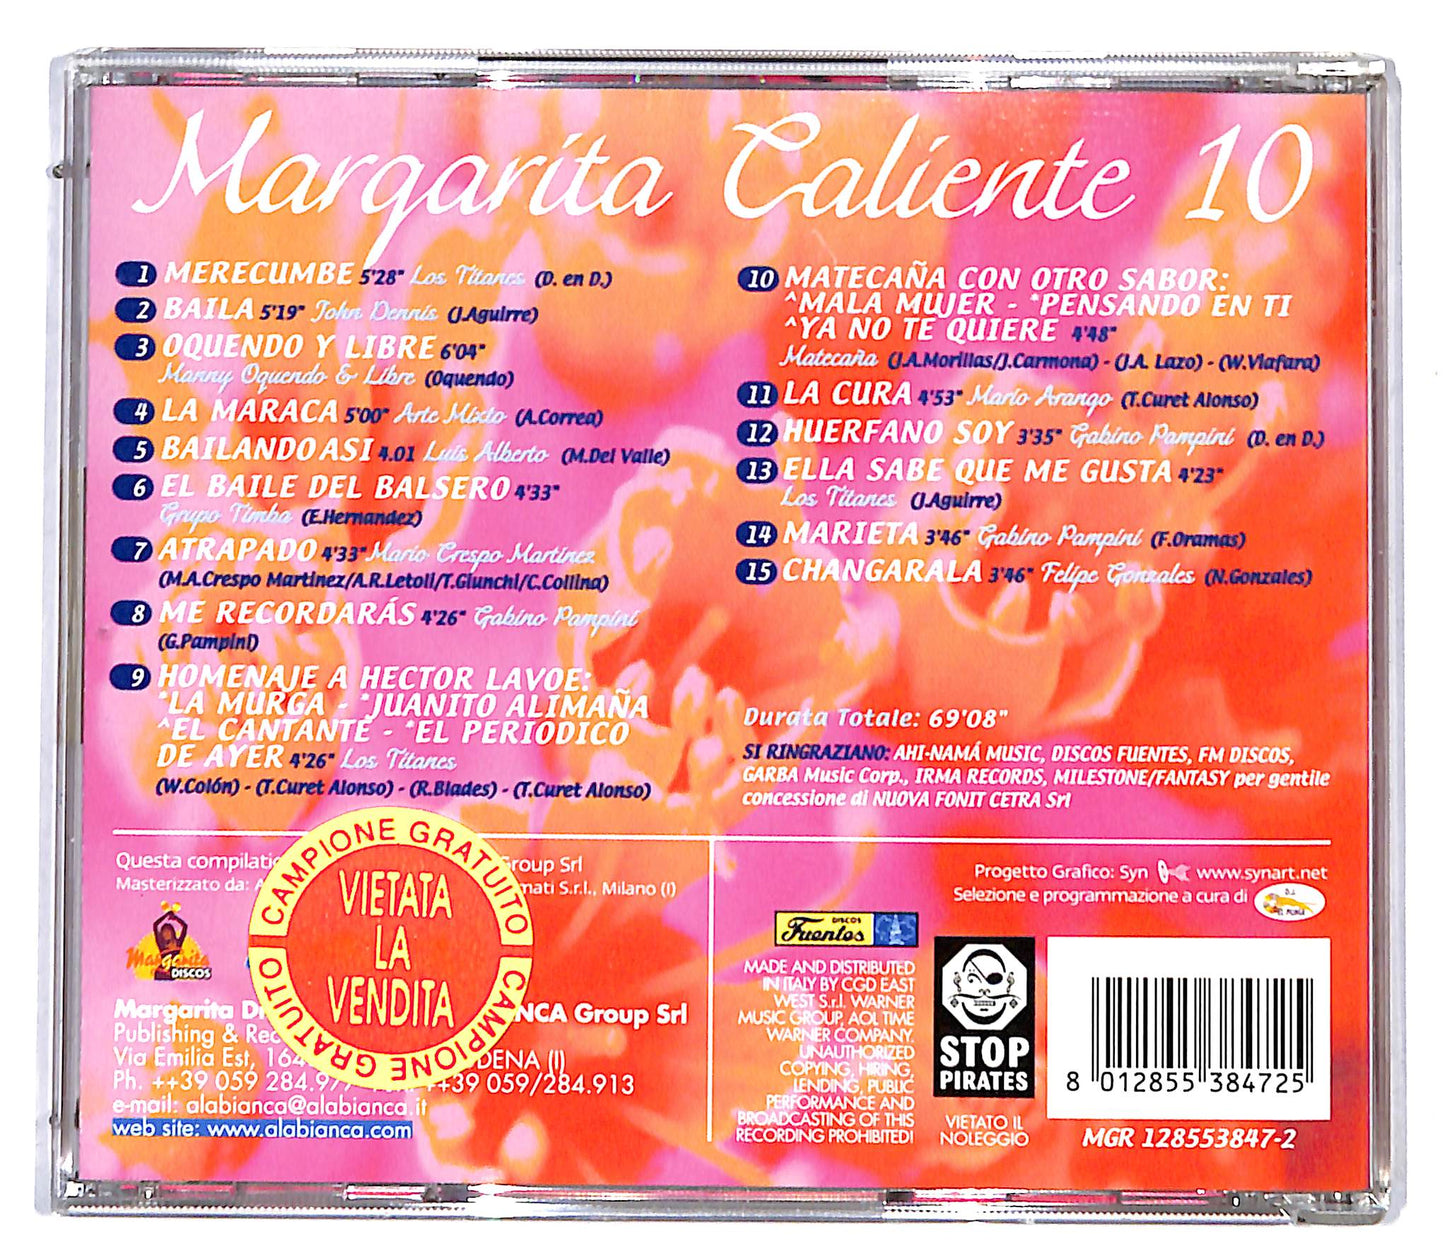 Margarita Caliente 10
1 MERECUMBE 5'28" Los Titanes (D. en D.)
2 BAILA 5'19" John Dennis (J.Aguirre)
3 OQUENDO Y LIBRE 6'04"
Manny Oquendo & Libre (Oquendo)
4 LA MARACA 5'00" Arte Mixto (A.Correa)
5 BAILANDO ASI 4.01 Luis Alberto (M.Del Valle)
6 EL BAILE DEL BALSERO 4'33"
Grupo Timba (E.Hernandez)
7 ATRAPADO 4'33" Mario Crespo Martinez
(M.A.Crespo Martinez/A.R.Letoli/T.Giunchi/C.Collina)
8 ME RECORDARÁS 4'26" Gabino Pampini
(G.Pampini)
9 HOMENAJE A HECTOR LAVOE:
*LA MURGA - *JUANITO ALIMAÑA
^EL CANTANTE - *EL PERIODICO
DE AYER 4'26" Los Titanes
(W.Colón) - (T.Curet Alonso) - (R.Blades) - (T.Curet Alonso)
10 MATECAÑA CON OTRO SABOR:
^MALA MUJER - *PENSANDO EN TI
^YA NO TE QUIERE 4'48"
Matecaña (J.A.Morillas/J.Carmona) - (J.A. Lazo) - (W.Viafara)
11 LA CURA 4'53" Mario Arango (T.Curet Alonso)
12 HUERFANO SOY 3'35" Gabino Pampini (D. en D.)
13 ELLA SABE QUE ME GUSTA 4'23"
Los Titanes (J.Aguirre)
14 MARIETA 3'46" Gabino Pampini (F.Oramas)
15 CHANGARALA 3'46" Felipe Gonzales (N.Gonzales)
Durata Totale: 69'08"
SI RINGRAZIANO: AHI-NAMÁ MUSIC, DISCOS FUENTES, FM DISCOS,
GARBA Music Corp., IRMA RECORDS, MILESTONE/FANTASY per gentile
concessione di NUOVA FONIT CETRA Srl
Questa compilati Group Srl
Masterizzato da: A mati S.r.l., Milano (I)
Margarita DISCOS
CAMPIONE GRATUITO
CAMPIONE GRATUITO
VIETATA
LA
VENDITA
Margarita Di NCA Group Srl
Publishing & Rec
Via Emilia Est, 164 DENA (I)
Ph. ++39 059 284.977 ++39 059/284.913
e-mail: alabianca@alabianca.it
web site: www.alabianca.com
Progetto Grafico: Syn www.synart.net
Selezione e programmazione a cura di D.J. EL MUNGA
DISCOS Fuentes
MADE AND DISTRIBUTED
IN ITALY BY CGD EAST
WEST S.r.l. WARNER
MUSIC GROUP, AOL TIME
WARNER COMPANY.
UNAUTHORIZED
COPYING, HIRING,
LENDING, PUBLIC
PERFORMANCE AND
BROADCASTING OF THIS
RECORDING PROHIBITED!
STOP
PIRATES
VIETATO IL
NOLEGGIO
8 012855 384725
MGR 128553847-2